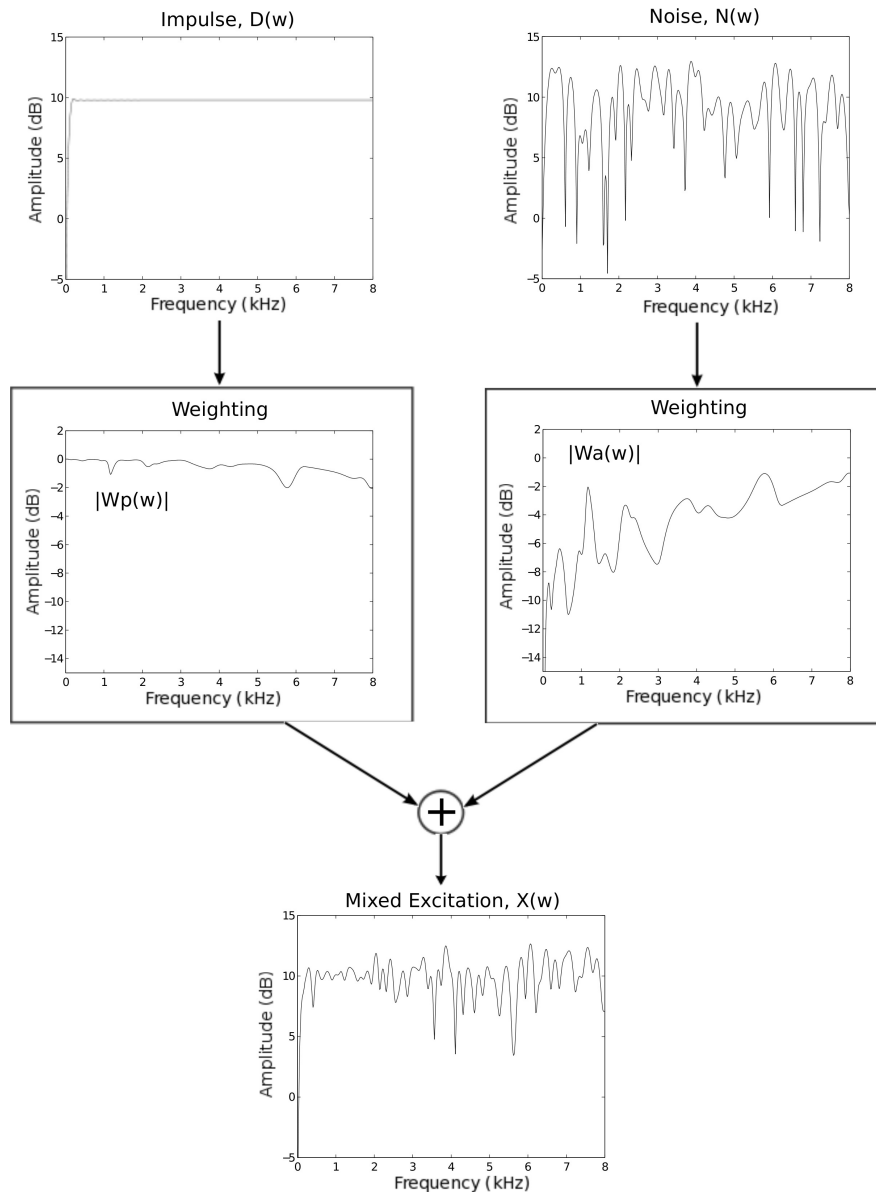 Impulse, D(w)
15
10
5
0
−5
Amplitude (dB)
0 1 2 3 4 5 6 7 8
Frequency (kHz)
Noise, N(w)
15
10
5
0
−5
Amplitude (dB)
0 1 2 3 4 5 6 7 8
Frequency (kHz)
Weighting
2
0
−2
−4
−6
−8
−10
−12
−14
Amplitude (dB)
|Wp(w)|
0 1 2 3 4 5 6 7 8
Frequency (kHz)
Weighting
2
0
−2
−4
−6
−8
−10
−12
−14
Amplitude (dB)
|Wa(w)|
0 1 2 3 4 5 6 7 8
Frequency (kHz)
+
Mixed Excitation, X(w)
15
10
5
0
−5
Amplitude (dB)
0 1 2 3 4 5 6 7 8
Frequency (kHz)